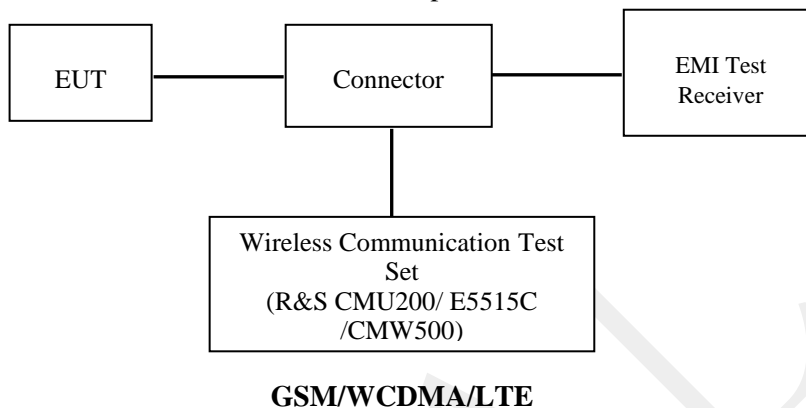 EUT
Connector
EMI Test
Receiver
Wireless Communication Test
Set
(R&S CMU200/ E5515C
/CMW500)
GSM/WCDMA/LTE